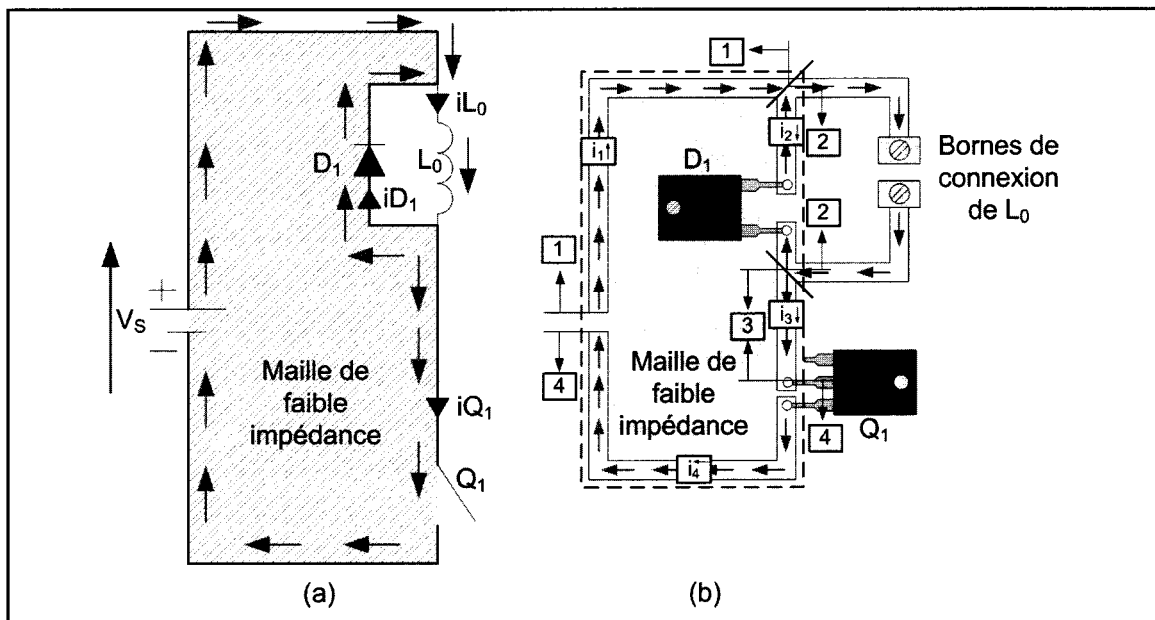 iL₀
L₀
D₁
iD₁
+
Vs
−
Maille de
faible
impédance
iQ₁
Q₁
(a)
1
i₁↑
i₂↓
2
D₁
Bornes de
connexion
de L₀
2
1
i₃↓
3
4
Maille de
faible
impédance
4
Q₁
i₄←
(b)